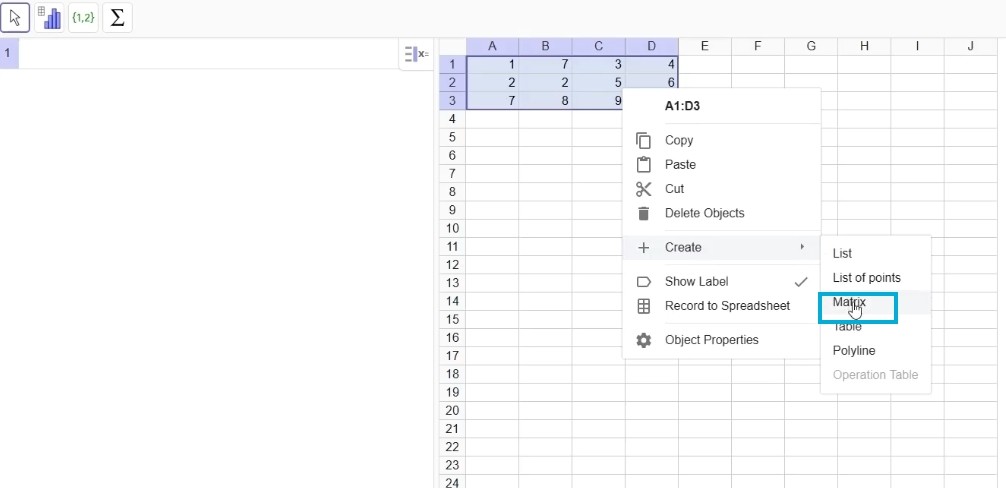 {1,2} Σ
1 x=
A B C D E F G H I J
1 1 7 3 4
2 2 2 5 6
3 7 8 9
4
5
6
7
8
9
10
11
12
13
14
15
16
17
18
19
20
21
22
23
24
A1:D3
Copy
Paste
Cut
Delete Objects
Create
Show Label
Record to Spreadsheet
Object Properties
List
List of points
Matrix
Table
Polyline
Operation Table